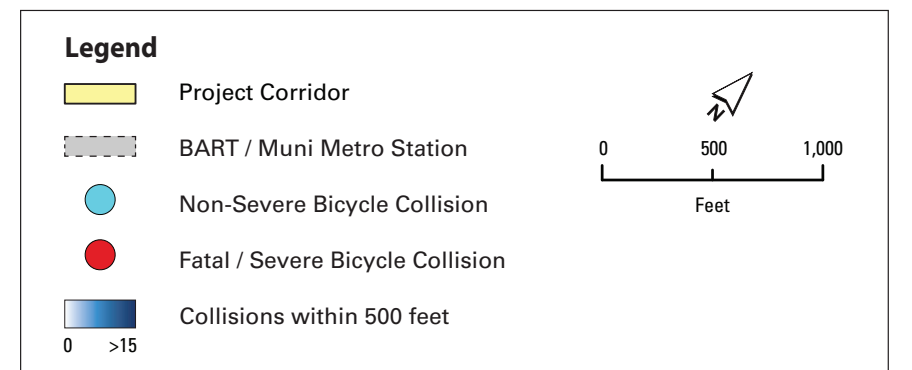 Legend
Project Corridor
BART / Muni Metro Station
Non-Severe Bicycle Collision
Fatal / Severe Bicycle Collision
Collisions within 500 feet
0 >15
N
0 500 1,000
Feet